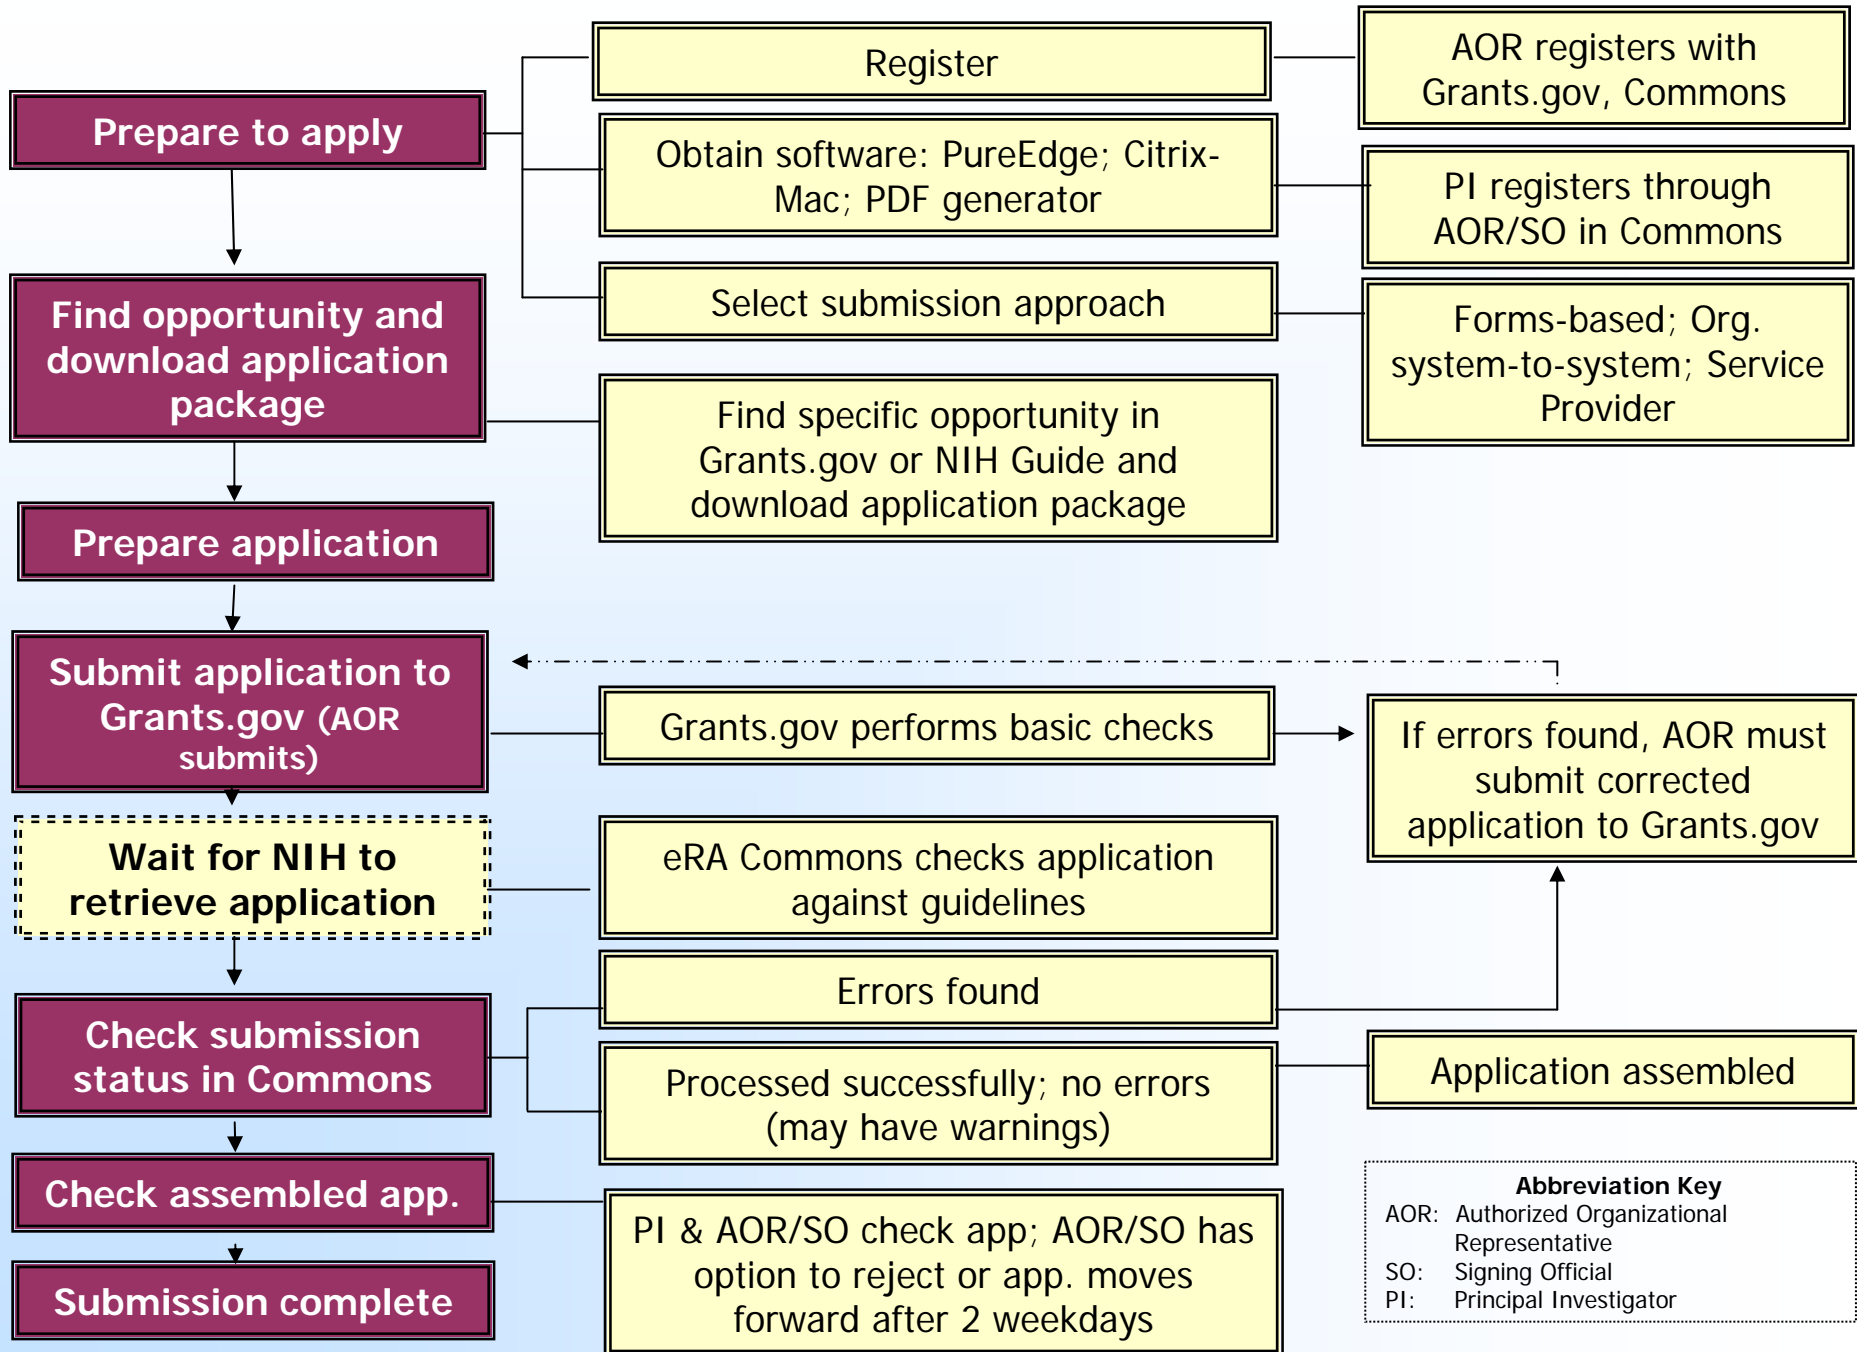 Prepare to apply
Register
AOR registers with
Grants.gov, Commons
Obtain software: PureEdge; Citrix-
Mac; PDF generator
PI registers through
AOR/SO in Commons
Select submission approach
Forms-based; Org.
system-to-system; Service
Provider
Find opportunity and
download application
package
Find specific opportunity in
Grants.gov or NIH Guide and
download application package
Prepare application
Submit application to
Grants.gov (AOR
submits)
Grants.gov performs basic checks
If errors found, AOR must
submit corrected
application to Grants.gov
Wait for NIH to
retrieve application
eRA Commons checks application
against guidelines
Check submission
status in Commons
Errors found
Processed successfully; no errors
(may have warnings)
Application assembled
Check assembled app.
PI & AOR/SO check app; AOR/SO has
option to reject or app. moves
forward after 2 weekdays
Submission complete
Abbreviation Key
AOR: Authorized Organizational
Representative
SO: Signing Official
PI: Principal Investigator